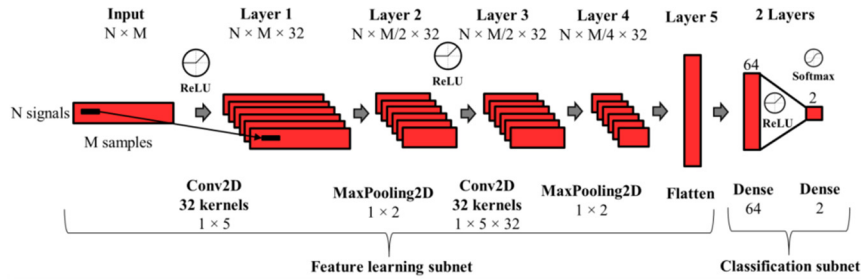 Input
N × M
Layer 1
N × M × 32
Layer 2
N × M/2 × 32
Layer 3
N × M/2 × 32
Layer 4
N × M/4 × 32
Layer 5
2 Layers
ReLU
ReLU
64
Softmax
2
ReLU
N signals
M samples
Conv2D
32 kernels
1 × 5
MaxPooling2D
1 × 2
Conv2D
32 kernels
1 × 5 × 32
MaxPooling2D
1 × 2
Flatten
Dense
64
Dense
2
Feature learning subnet
Classification subnet